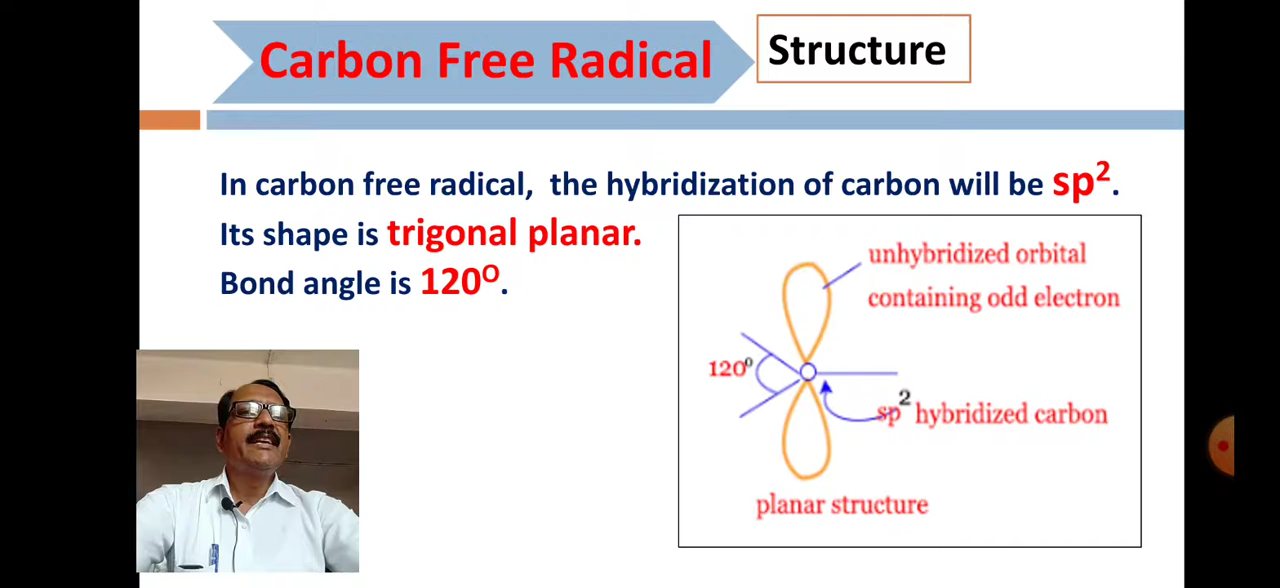 Carbon Free Radical
Structure
In carbon free radical, the hybridization of carbon will be sp².
Its shape is trigonal planar.
Bond angle is 120ᴼ.
unhybridized orbital
containing odd electron
120⁰
sp² hybridized carbon
planar structure